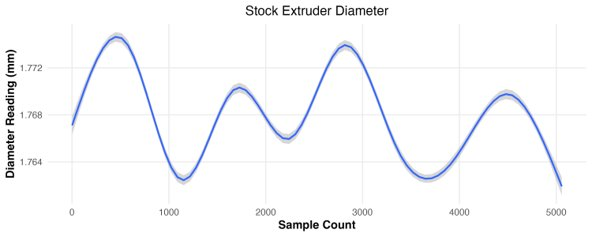 Stock Extruder Diameter
Diameter Reading (mm)
1.772
1.768
1.764
0 1000 2000 3000 4000 5000
Sample Count